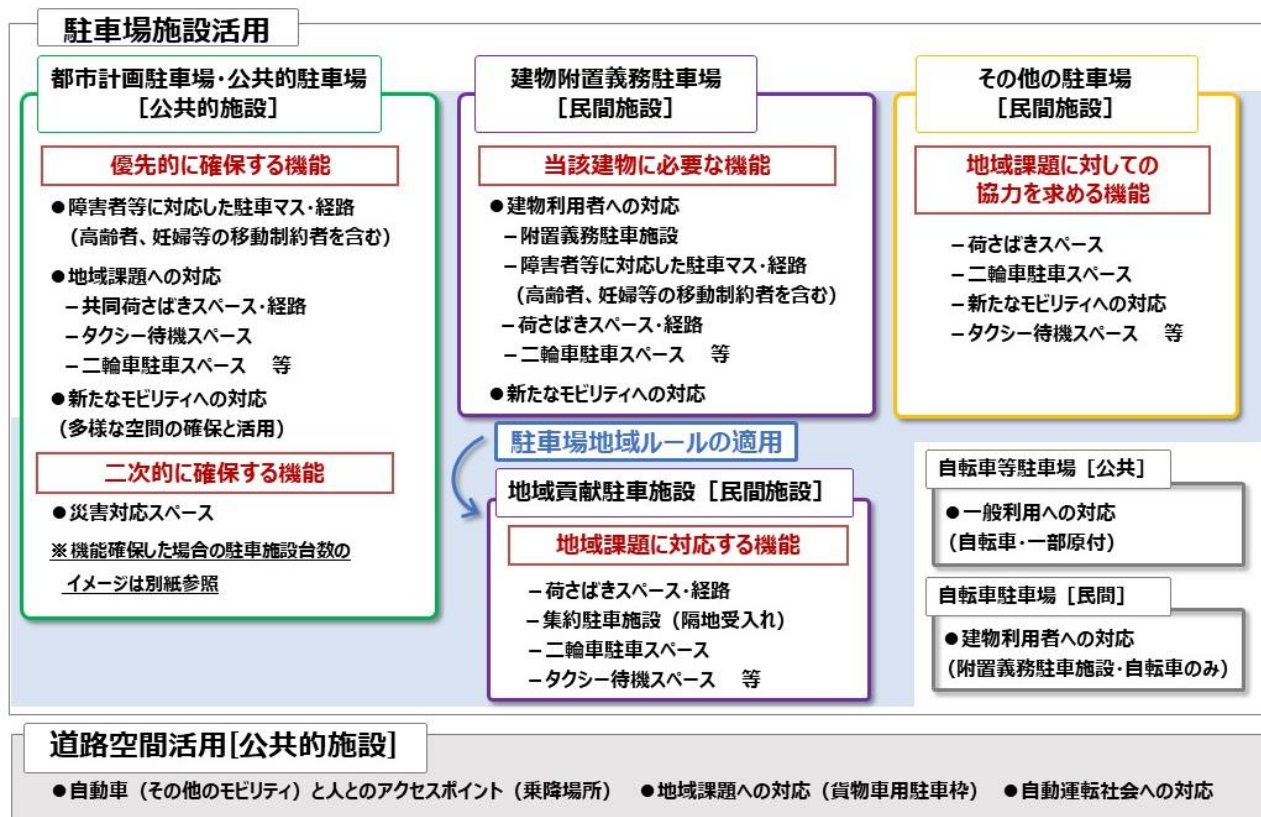 駐車場施設活用
都市計画駐車場・公共的駐車場
[公共的施設]
優先的に確保する機能
●障害者等に対応した駐車マス・経路
(高齢者、妊婦等の移動制約者を含む)
●地域課題への対応
－共同荷さばきスペース・経路
－タクシー待機スペース
－二輪車駐車スペース 等
●新たなモビリティへの対応
(多様な空間の確保と活用)
二次的に確保する機能
●災害対応スペース
※機能確保した場合の駐車施設台数の
イメージは別紙参照
建物附置義務駐車場
[民間施設]
当該建物に必要な機能
●建物利用者への対応
－附置義務駐車施設
－障害者等に対応した駐車マス・経路
(高齢者、妊婦等の移動制約者を含む)
－荷さばきスペース・経路
－二輪車駐車スペース 等
●新たなモビリティへの対応
駐車場地域ルールの適用
地域貢献駐車施設 [民間施設]
地域課題に対応する機能
－荷さばきスペース・経路
－集約駐車施設 (隔地受入れ)
－二輪車駐車スペース
－タクシー待機スペース 等
その他の駐車場
[民間施設]
地域課題に対しての
協力を求める機能
－荷さばきスペース
－二輪車駐車スペース
－新たなモビリティへの対応
－タクシー待機スペース 等
自転車等駐車場 [公共]
●一般利用への対応
(自転車・一部原付)
自転車駐車場 [民間]
●建物利用者への対応
(附置義務駐車施設・自転車のみ)
道路空間活用[公共的施設]
●自動車 (その他のモビリティ) と人とのアクセスポイント (乗降場所) ●地域課題への対応 (貨物車用駐車枠) ●自動運転社会への対応